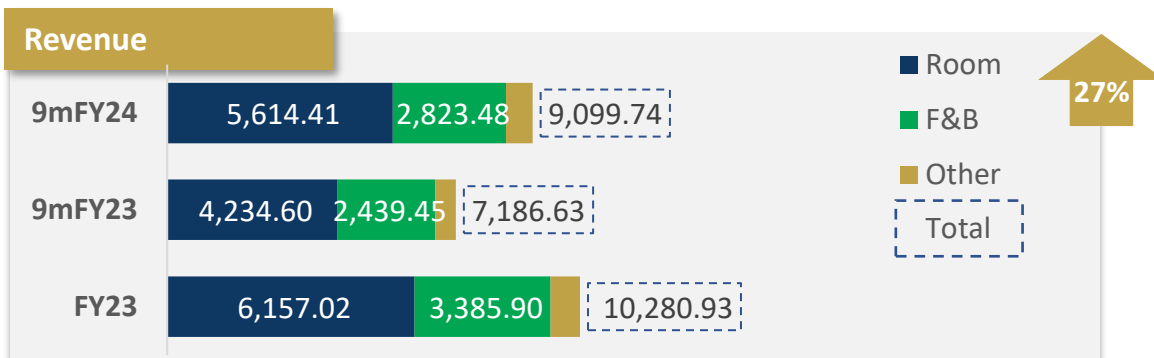 Revenue
Room
F&B
Other
Total
27%
9mFY24 5,614.41 2,823.48 9,099.74
9mFY23 4,234.60 2,439.45 7,186.63
FY23 6,157.02 3,385.90 10,280.93